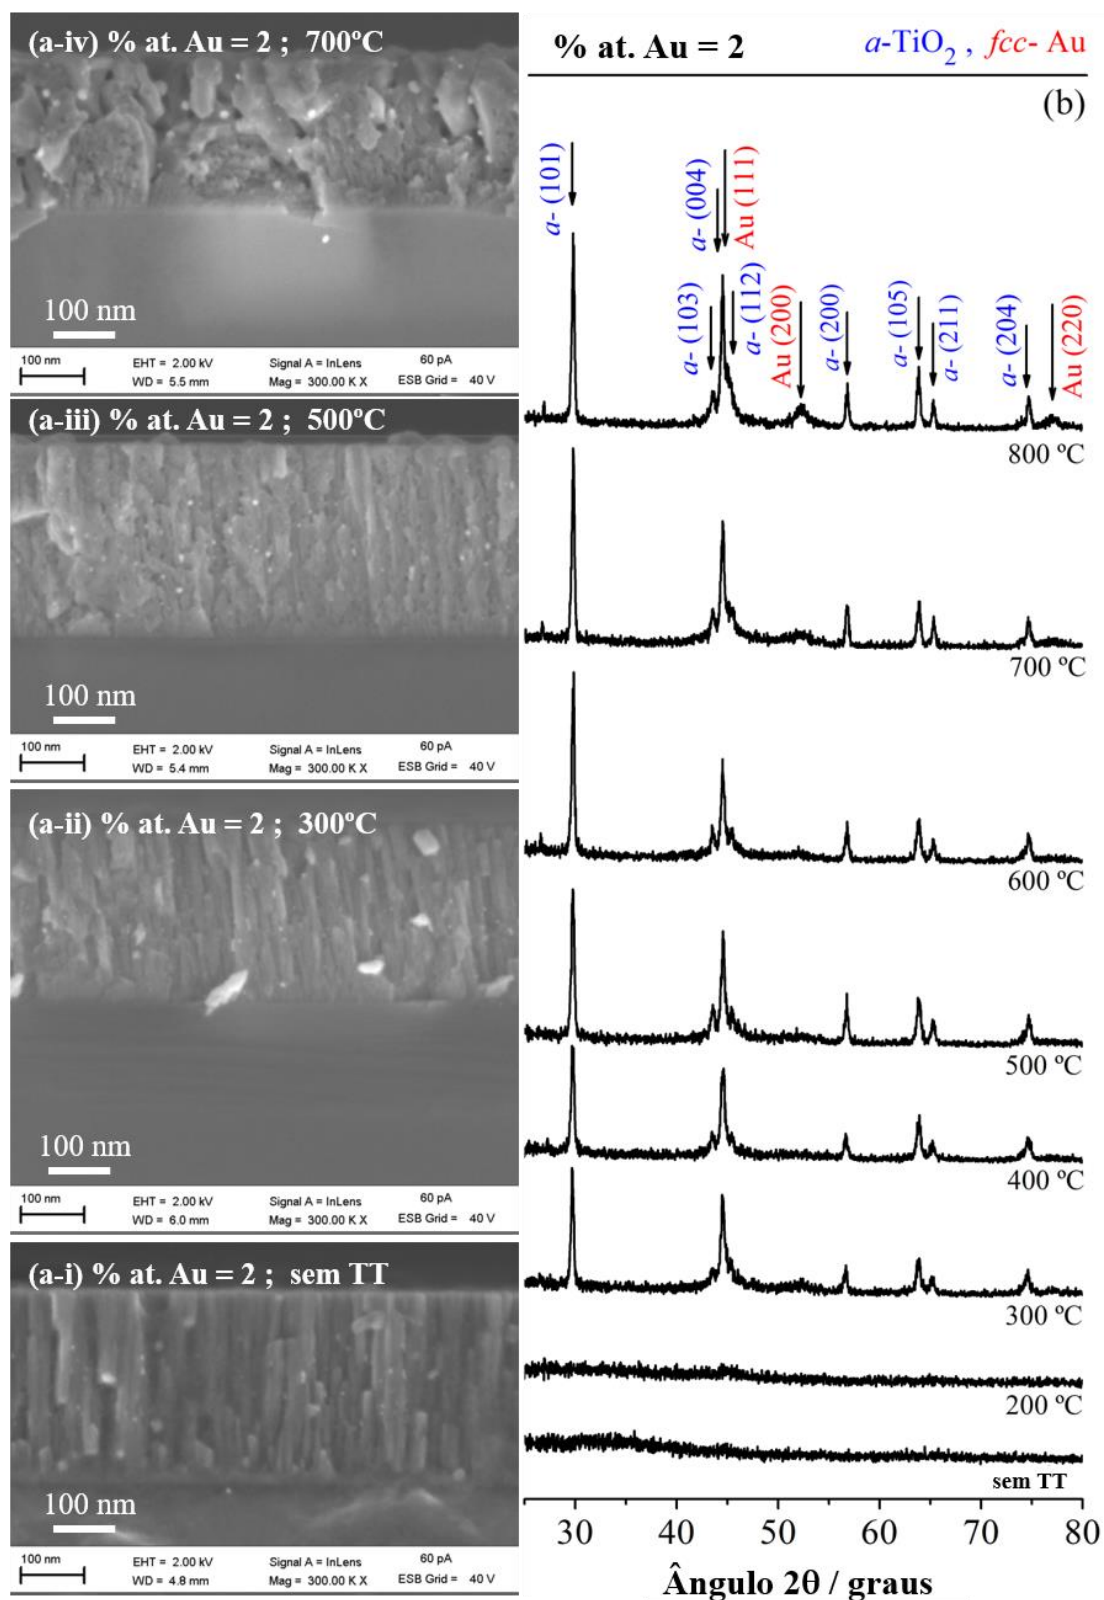 (a-iv) % at. Au = 2 ; 700ºC
100 nm
100 nm
EHT = 2.00 kV
WD = 5.5 mm
Signal A = InLens
Mag = 300.00 K X
60 pA
ESB Grid = 40 V
(a-iii) % at. Au = 2 ; 500ºC
100 nm
100 nm
EHT = 2.00 kV
WD = 5.4 mm
Signal A = InLens
Mag = 300.00 K X
60 pA
ESB Grid = 40 V
(a-ii) % at. Au = 2 ; 300ºC
100 nm
100 nm
EHT = 2.00 kV
WD = 6.0 mm
Signal A = InLens
Mag = 300.00 K X
60 pA
ESB Grid = 40 V
(a-i) % at. Au = 2 ; sem TT
100 nm
100 nm
EHT = 2.00 kV
WD = 4.8 mm
Signal A = InLens
Mag = 300.00 K X
60 pA
ESB Grid = 40 V
% at. Au = 2
a-TiO₂ , fcc- Au
(b)
a- (101)
a- (103)
a- (004)
Au (111)
a- (112)
Au (200)
a- (200)
a- (105)
a- (211)
a- (204)
Au (220)
800 ºC
700 ºC
600 ºC
500 ºC
400 ºC
300 ºC
200 ºC
sem TT
30 40 50 60 70 80
Ângulo 2θ / graus